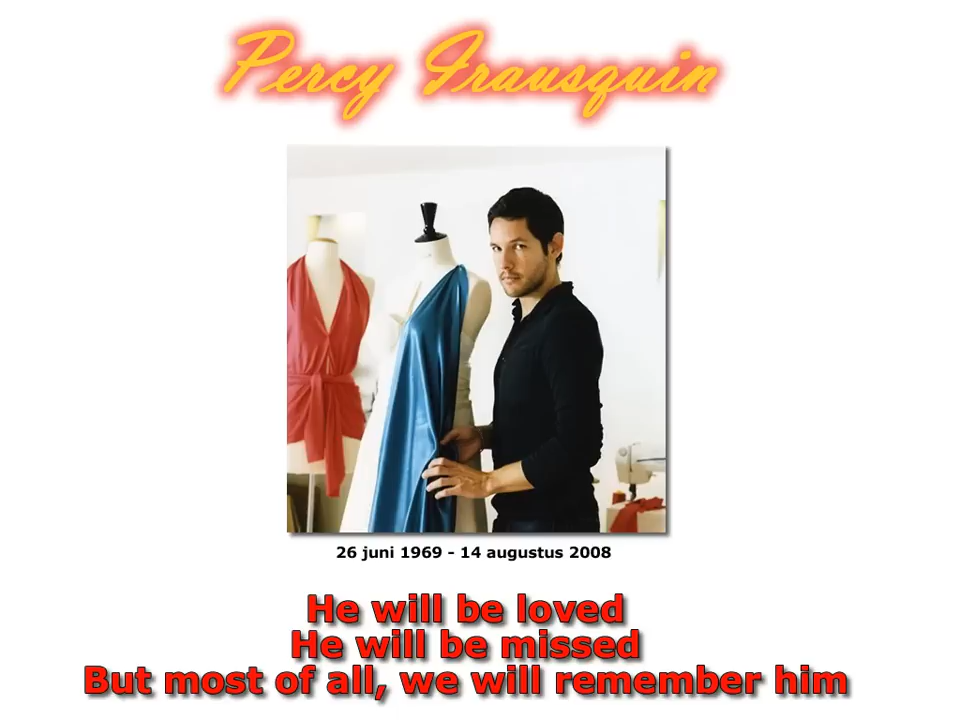 Percy Irausquin
26 juni 1969 - 14 augustus 2008
He will be loved
He will be missed
But most of all, we will remember him